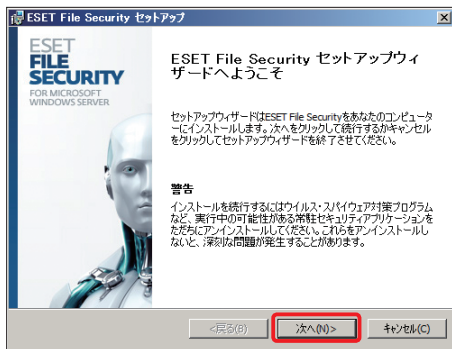 ESET File Security セットアップ
ESET
FILE
SECURITY
FOR MICROSOFT
WINDOWS SERVER
ESET File Security セットアップウィ
ザードへようこそ
セットアップウィザードはESET File Securityをあなたのコンピュータ
ーにインストールします。次へをクリックして続行するかキャンセル
をクリックしてセットアップウィザードを終了させてください。
警告
インストールを続行するにはウイルス・スパイウェア対策プログラム
など、実行中の可能性がある常駐セキュリティアプリケーションを
ただちにアンインストールしてください。これらをアンインストールし
ないと、深刻な問題が発生することがあります。
<戻る(B)
次へ(N)>
キャンセル(C)